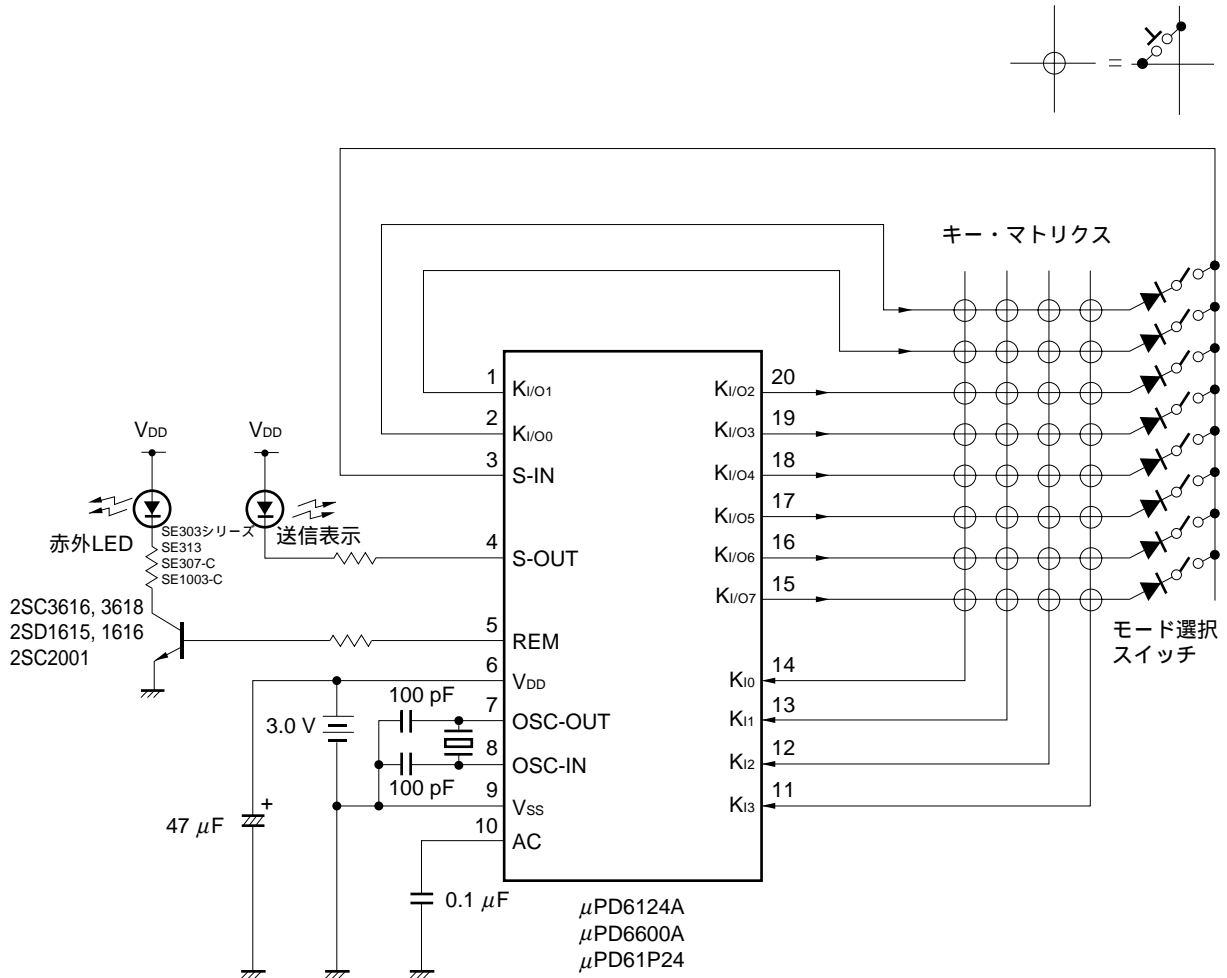 =
キー・マトリクス
1
KI/O1
2
KI/O0
3
S-IN
4
S-OUT
5
REM
6
VDD
7
OSC-OUT
8
OSC-IN
9
VSS
10
AC
KI/O2
20
KI/O3
19
KI/O4
18
KI/O5
17
KI/O6
16
KI/O7
15
KI0
14
KI1
13
KI2
12
KI3
11
VDD
VDD
赤外LED
SE303シリーズ
SE313
SE307-C
SE1003-C
送信表示
2SC3616, 3618
2SD1615, 1616
2SC2001
3.0 V
100 pF
100 pF
+
47 μF
0.1 μF
モード選択
スイッチ
μPD6124A
μPD6600A
μPD61P24